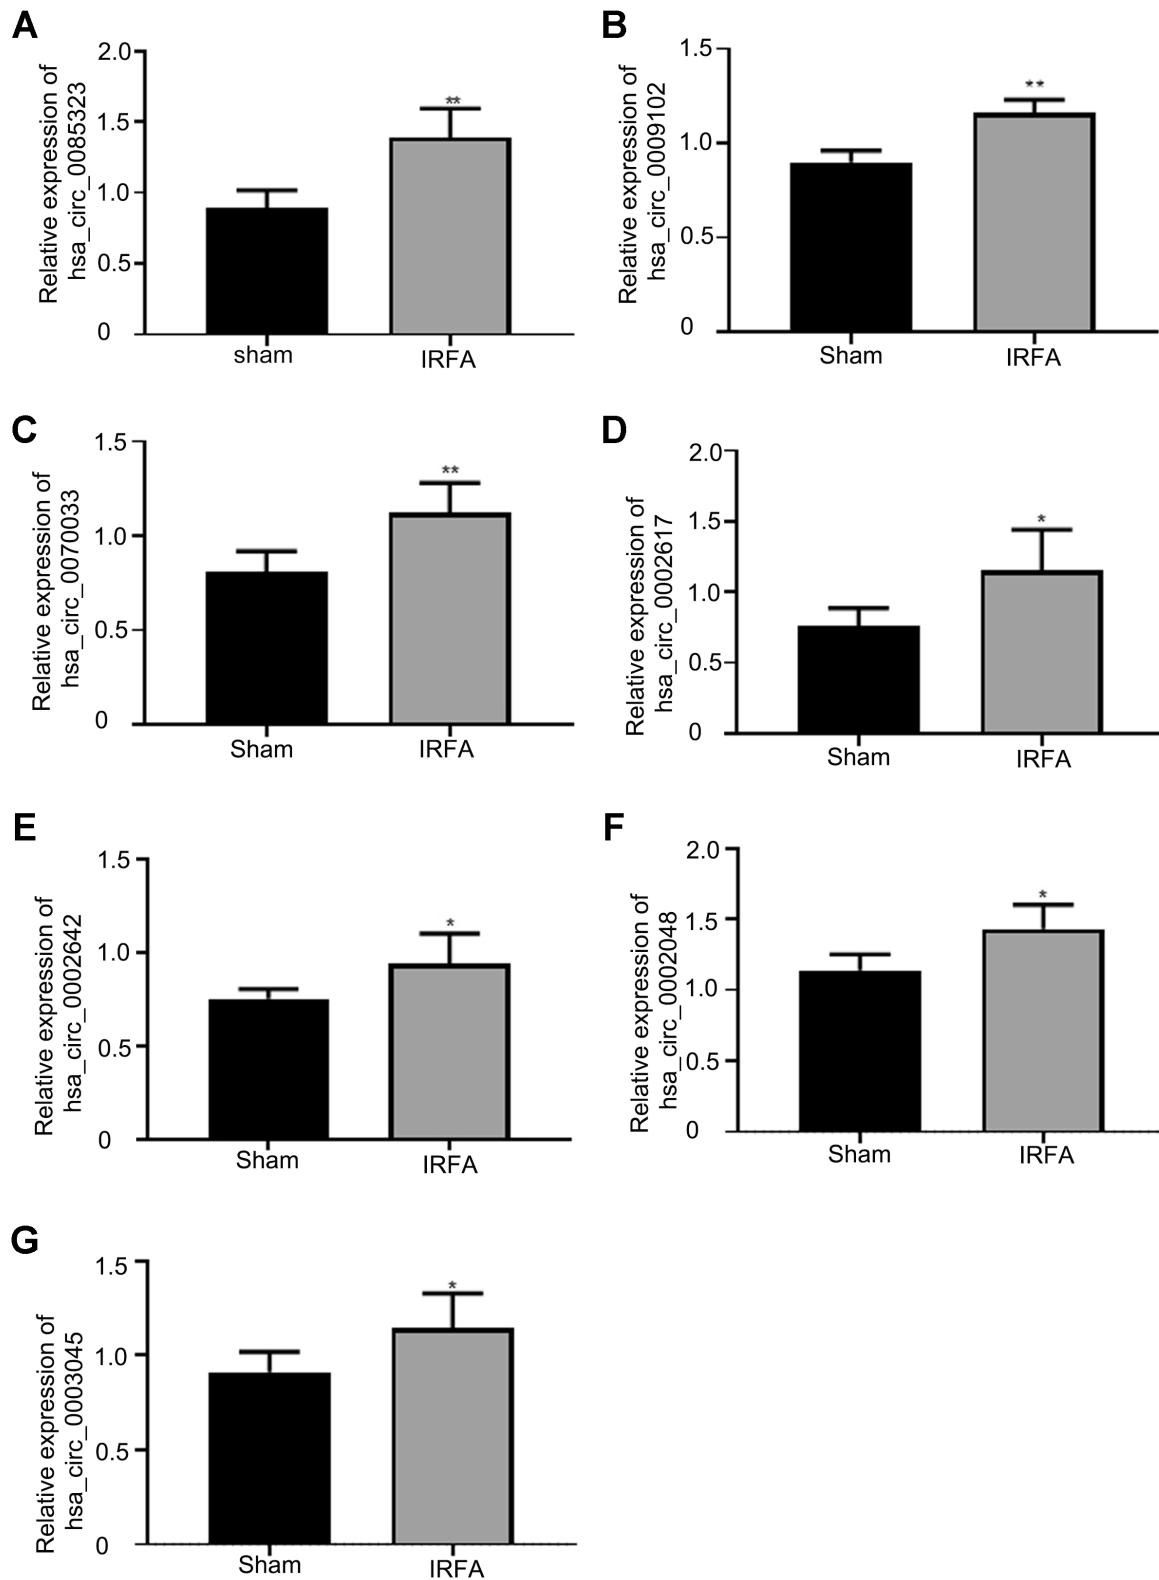 A
Relative expression of
hsa_circ_0085323
2.0
1.5
1.0
0.5
0
**
sham
IRFA
B
Relative expression of
hsa_circ_0009102
1.5
1.0
0.5
0
**
Sham
IRFA
C
Relative expression of
hsa_circ_0070033
1.5
1.0
0.5
0
**
Sham
IRFA
D
Relative expression of
hsa_circ_0002617
2.0
1.5
1.0
0.5
0
*
Sham
IRFA
E
Relative expression of
hsa_circ_0002642
1.5
1.0
0.5
0
*
Sham
IRFA
F
Relative expression of
hsa_circ_0002048
2.0
1.5
1.0
0.5
0
*
Sham
IRFA
G
Relative expression of
hsa_circ_0003045
1.5
1.0
0.5
0
*
Sham
IRFA